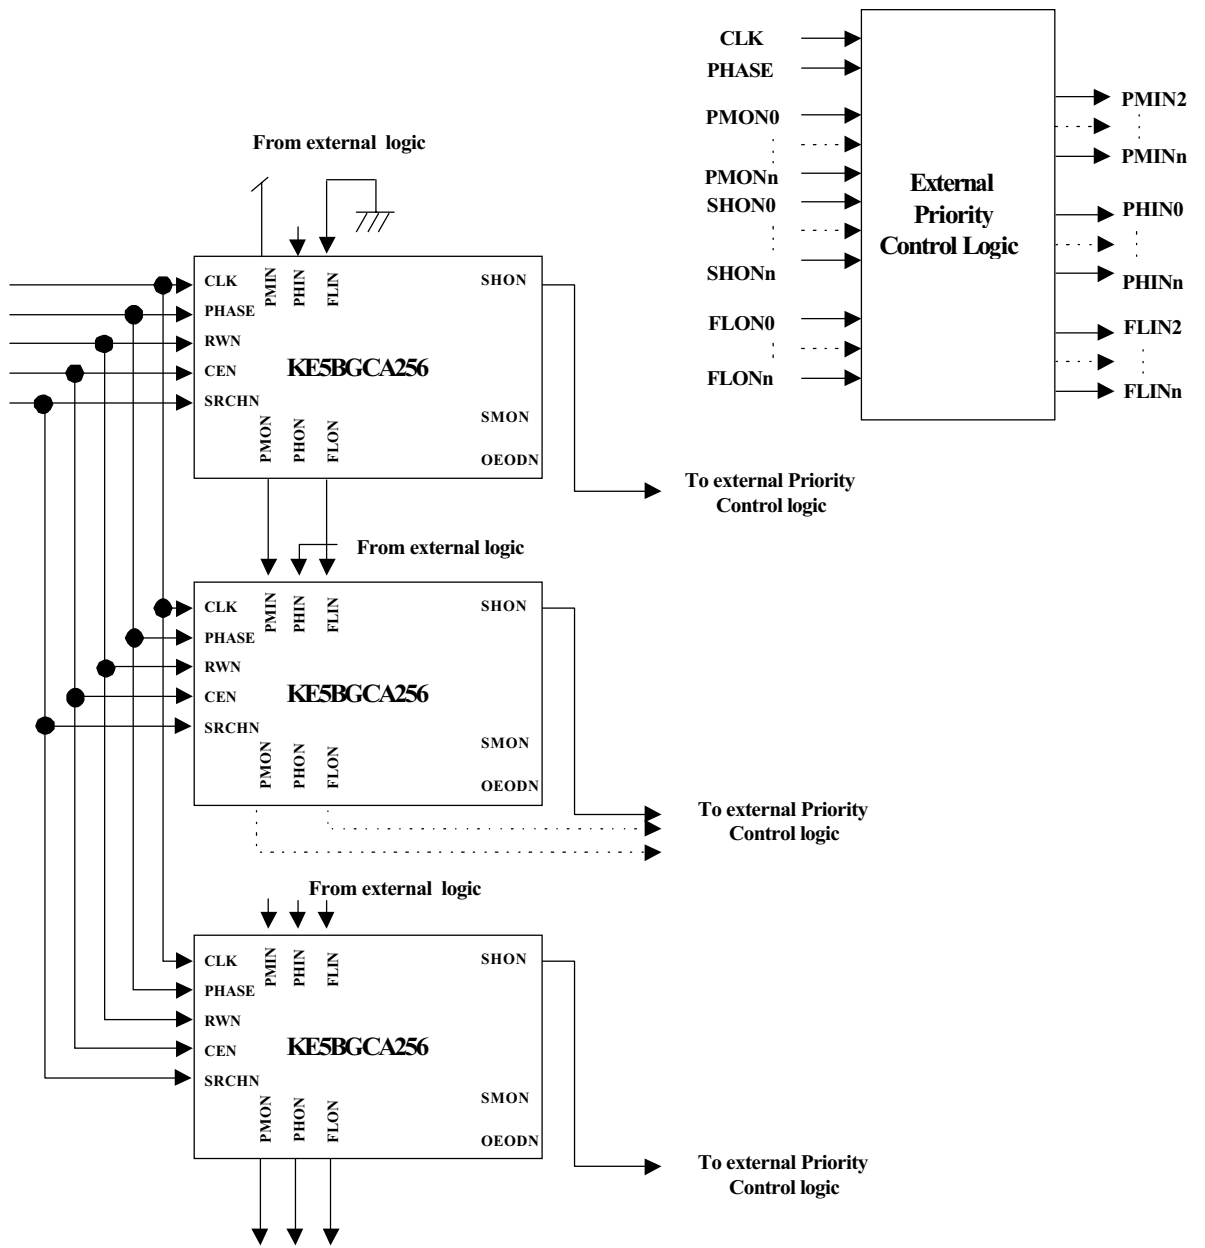 CLK
PHASE
PMON0
PMONn
SHON0
SHONn
FLON0
FLONn
External
Priority
Control Logic
PMIN2
PMINn
PHIN0
PHINn
FLIN2
FLINn
From external logic
CLK
PHASE
RWN
CEN
SRCHN
PMIN
PHIN
FLIN
SHON
KE5BGCA256
PMON
PHON
FLON
SMON
OEODN
To external Priority
Control logic
From external logic
CLK
PHASE
RWN
CEN
SRCHN
PMIN
PHIN
FLIN
SHON
KE5BGCA256
PMON
PHON
FLON
SMON
OEODN
To external Priority
Control logic
From external logic
CLK
PHASE
RWN
CEN
SRCHN
PMIN
PHIN
FLIN
SHON
KE5BGCA256
PMON
PHON
FLON
SMON
OEODN
To external Priority
Control logic